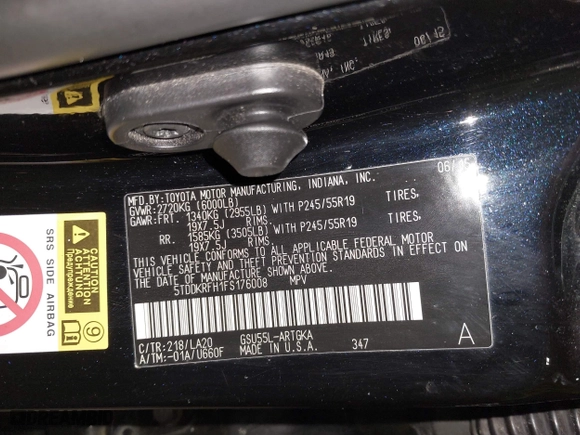 MFD. BY: TOYOTA MOTOR MANUFACTURING, INDIANA, INC. 06/15
GVWR: 2720KG (6000LB)
GAWR: FRT. 1340KG (2955LB) WITH P245/55R19 TIRES,
19X7.5J RIMS
RR. 1585KG (3505LB) WITH P245/55R19 TIRES,
19X7.5J RIMS.
THIS VEHICLE CONFORMS TO ALL APPLICABLE FEDERAL MOTOR
VEHICLE SAFETY AND THEFT PREVENTION STANDARDS IN EFFECT ON
THE DATE OF MANUFACTURE SHOWN ABOVE.
5TDDKRFH1FS176008 MPV
C/TR: 218/LA20 GSU55L-ARTGKA A
A/TM: -01A/U660F MADE IN U.S.A. 347
SRS SIDE AIRBAG
CAUTION
ATTENTION
Предупреждение
9